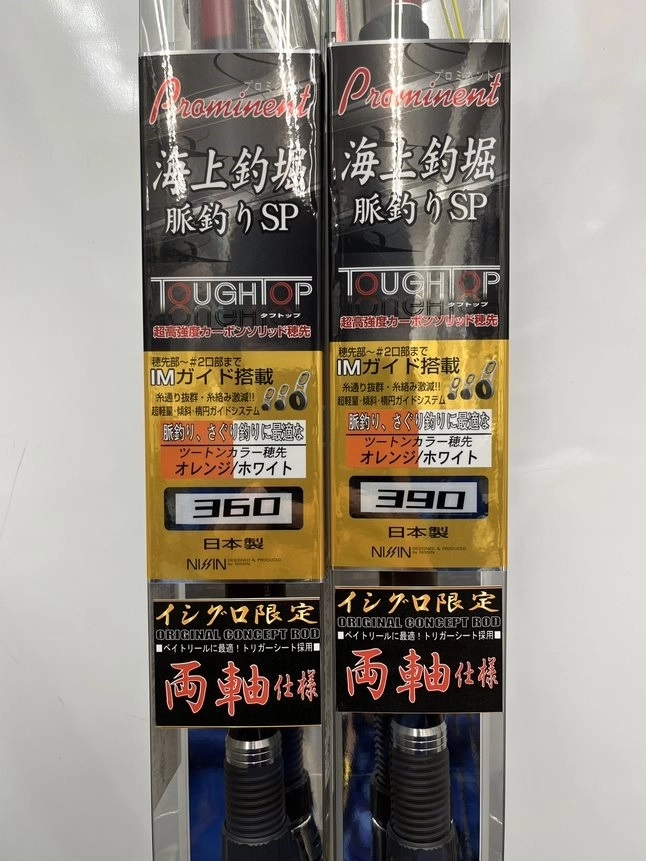 プロミネント
Prominent
海上釣堀
脈釣りSP
TOUGHTOP
タフトップ
超高強度カーボンソリッド穂先
穂先部～#2口部まで
IMガイド搭載
糸通り抜群・糸絡み激減!!
超軽量・傾斜・楕円ガイドシステム
脈釣り、さぐり釣りに最適な
ツートンカラー穂先
オレンジ/ホワイト
360
日本製
NISSIN DESIGNED & PRODUCED
by NISSIN
イシグロ限定
ORIGINAL CONCEPT ROD
■ベイトリールに最適！トリガーシート採用■
両軸仕様
プロミネント
Prominent
海上釣堀
脈釣りSP
TOUGHTOP
タフトップ
超高強度カーボンソリッド穂先
穂先部～#2口部まで
IMガイド搭載
糸通り抜群・糸絡み激減!!
超軽量・傾斜・楕円ガイドシステム
脈釣り、さぐり釣りに最適な
ツートンカラー穂先
オレンジ/ホワイト
390
日本製
NISSIN DESIGNED & PRODUCED
by NISSIN
イシグロ限定
ORIGINAL CONCEPT ROD
■ベイトリールに最適！トリガーシート採用■
両軸仕様